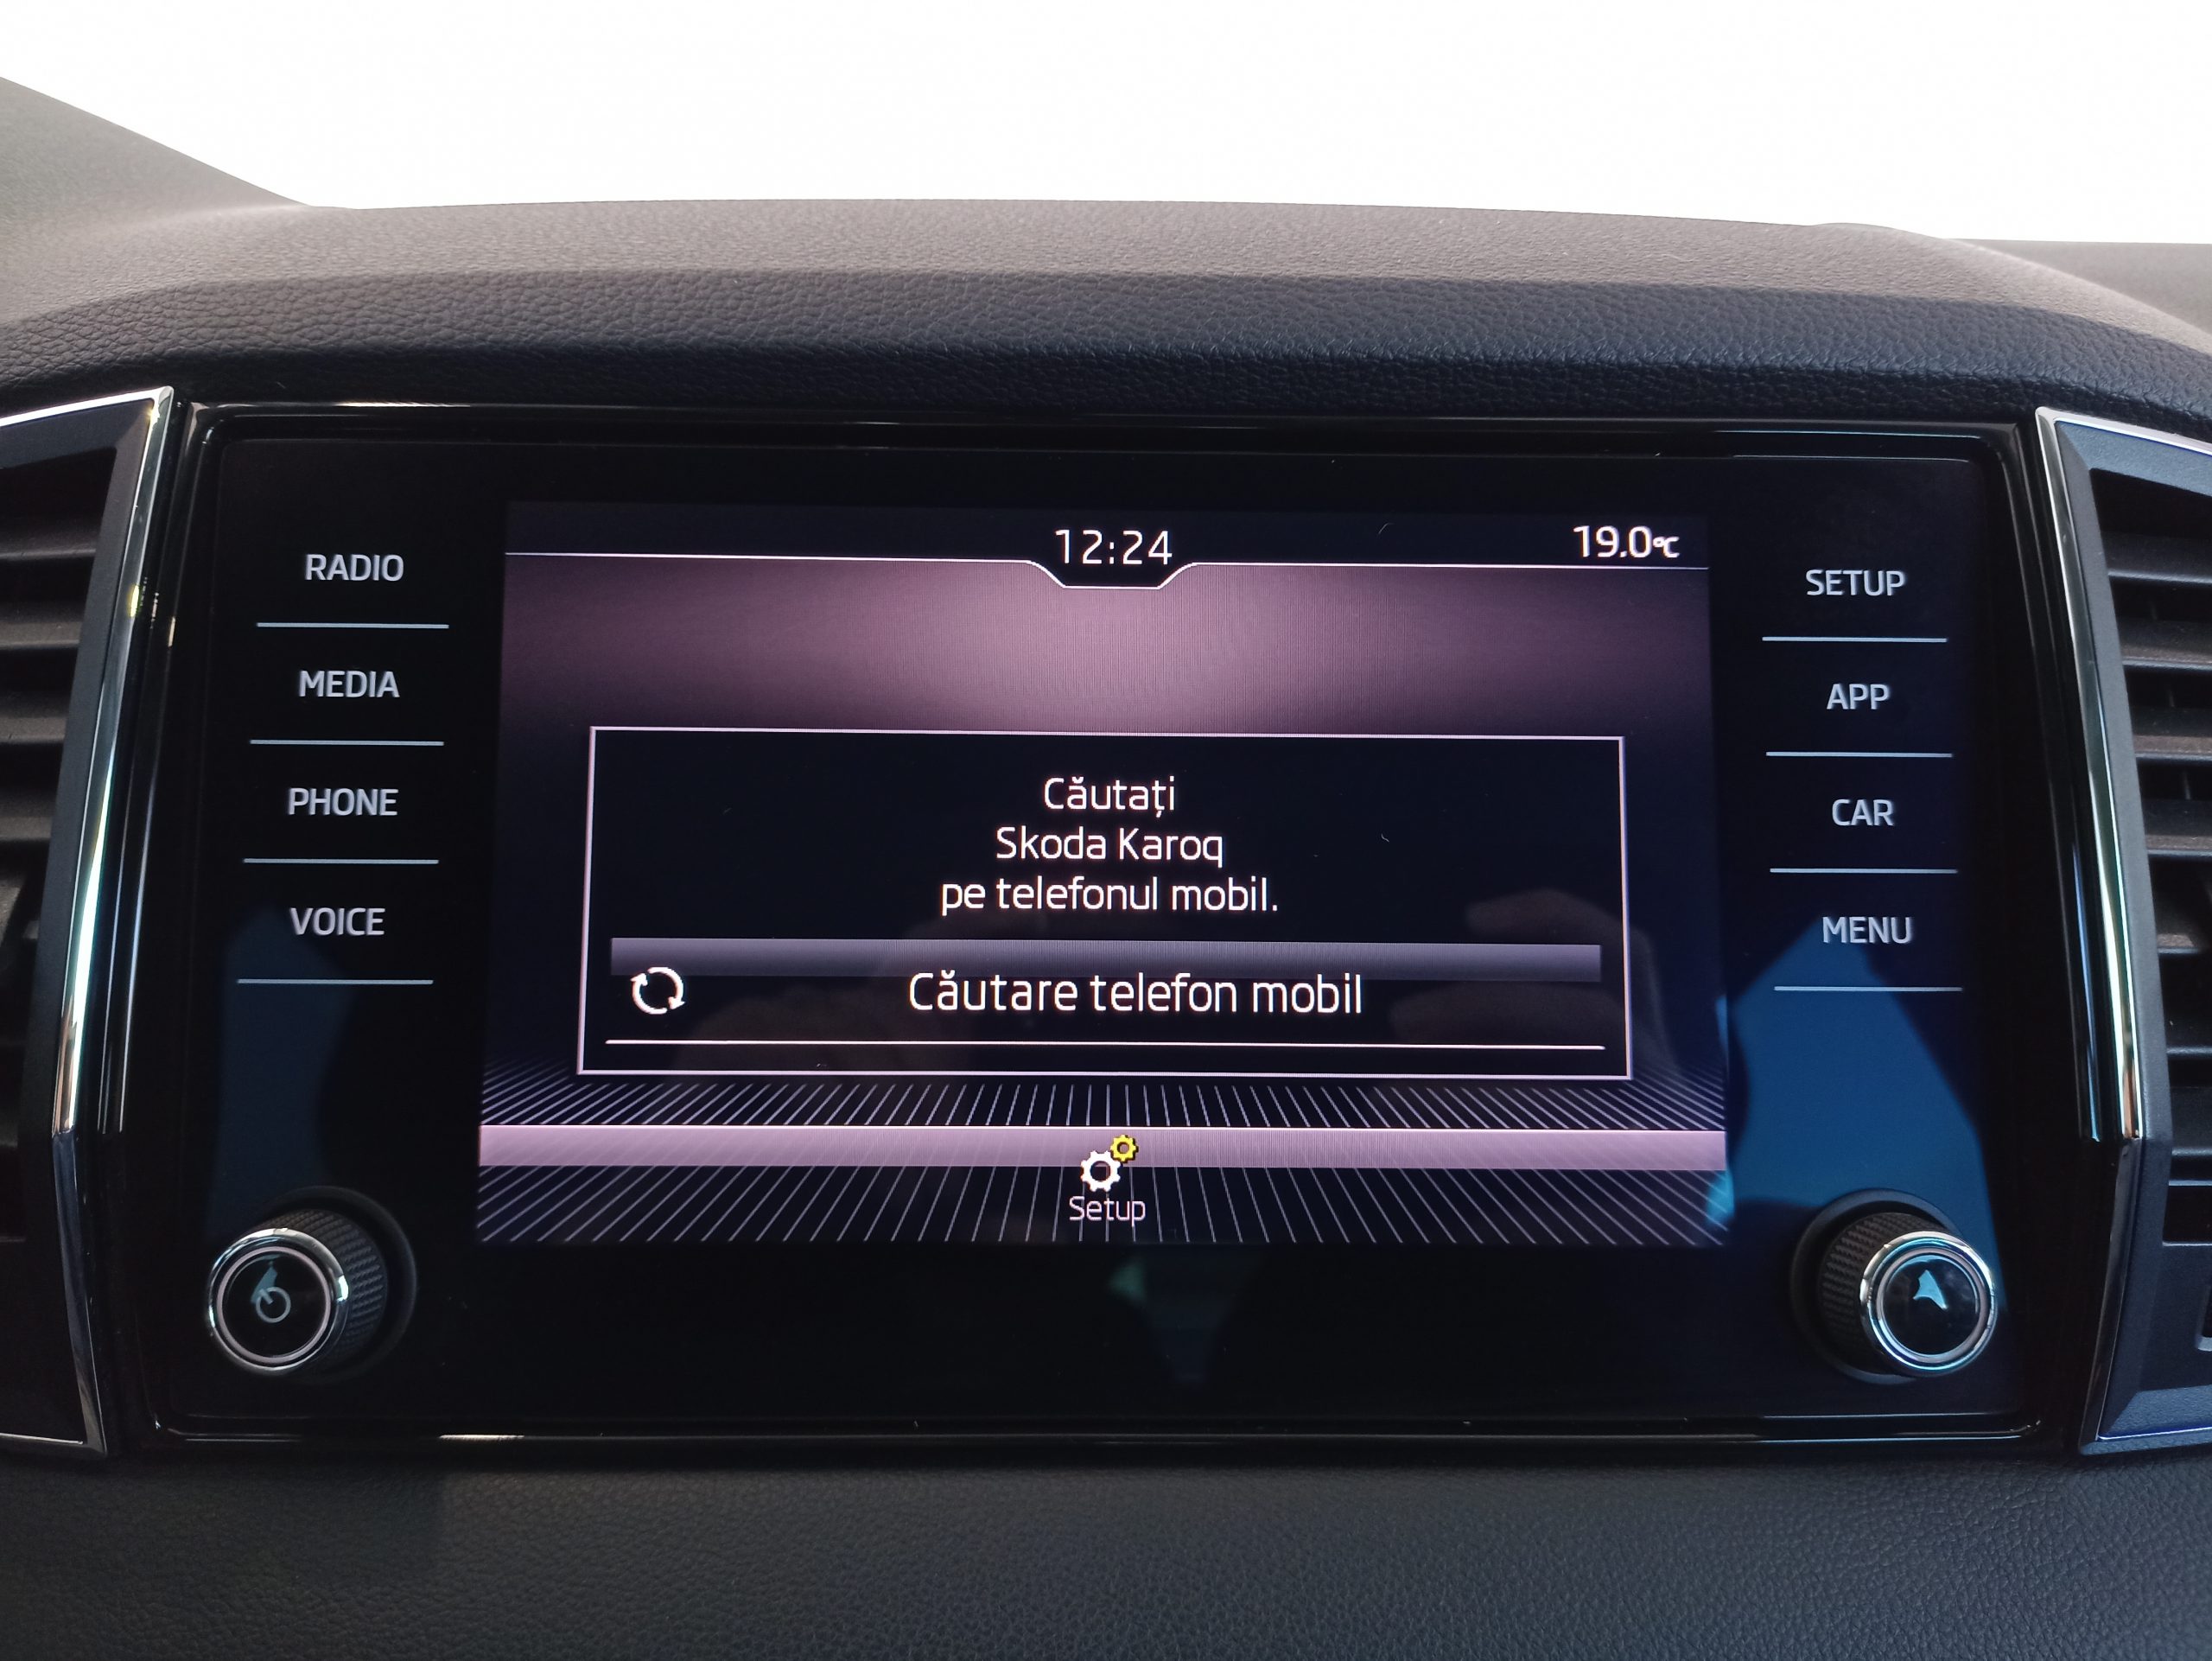 12:24
19.0°C
RADIO
MEDIA
PHONE
VOICE
Căutați
Skoda Karoq
pe telefonul mobil.
Căutare telefon mobil
Setup
SETUP
APP
CAR
MENU